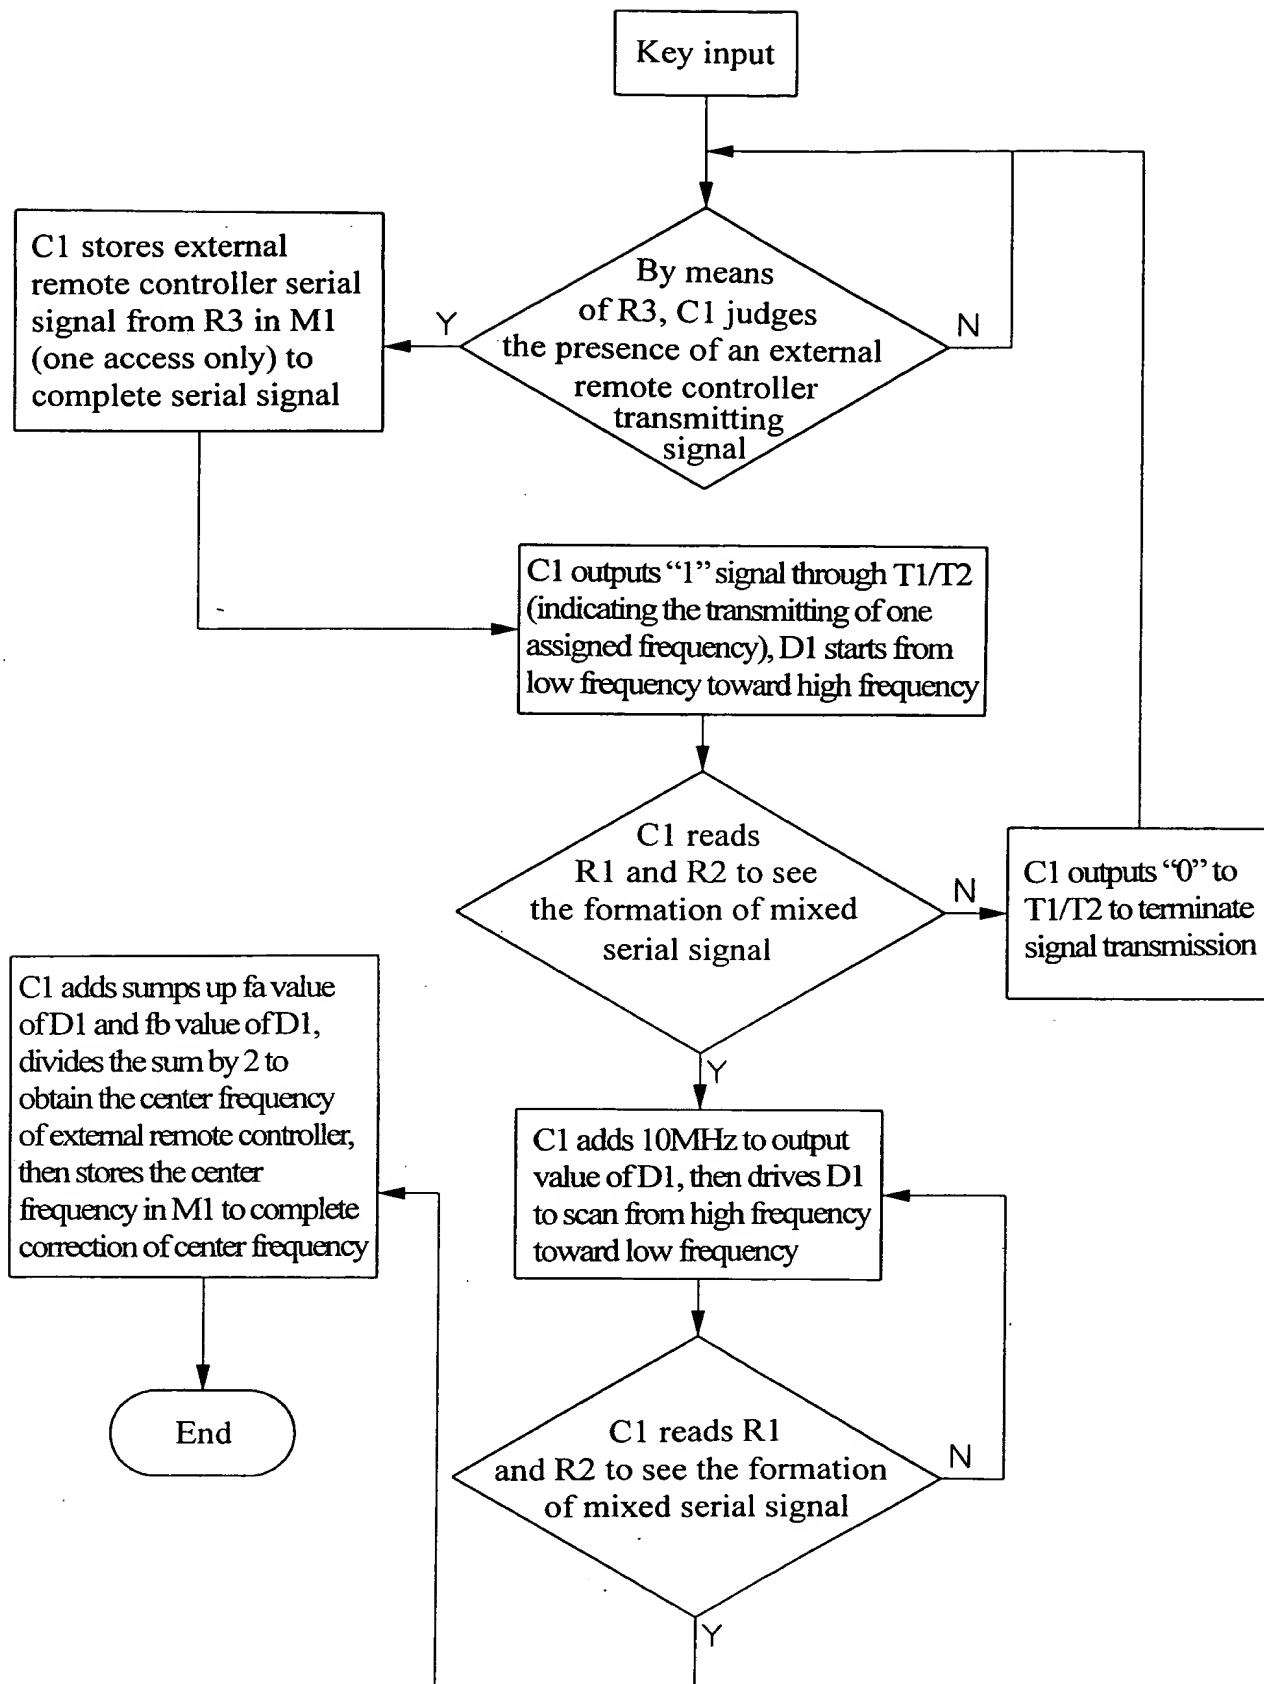 Key input
By means
of R3, C1 judges
the presence of an external
remote controller
transmitting
signal
N
Y
C1 stores external
remote controller serial
signal from R3 in M1
(one access only) to
complete serial signal
C1 outputs “1” signal through T1/T2
(indicating the transmitting of one
assigned frequency), D1 starts from
low frequency toward high frequency
C1 reads
R1 and R2 to see
the formation of mixed
serial signal
N
C1 outputs “0” to
T1/T2 to terminate
signal transmission
Y
C1 adds 10MHz to output
value of D1, then drives D1
to scan from high frequency
toward low frequency
C1 reads R1
and R2 to see the formation
of mixed serial signal
N
Y
C1 adds sumps up fa value
of D1 and fb value of D1,
divides the sum by 2 to
obtain the center frequency
of external remote controller,
then stores the center
frequency in M1 to complete
correction of center frequency
End